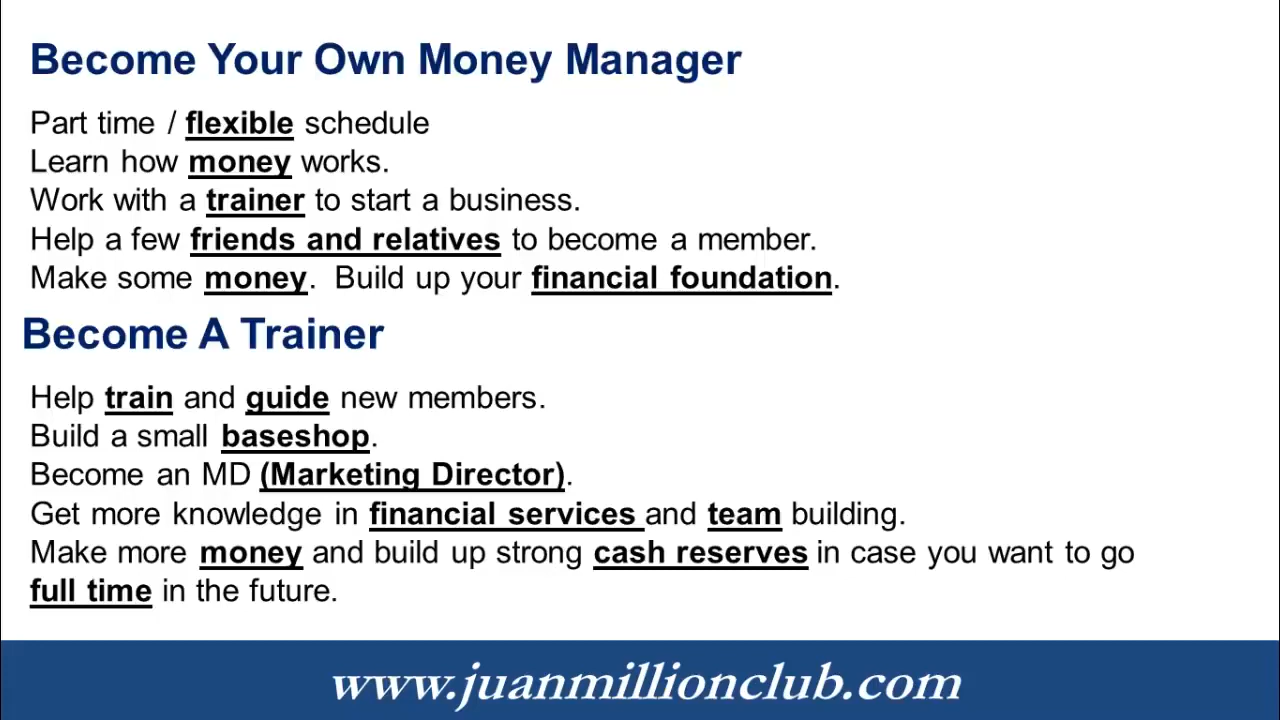 Become Your Own Money Manager
Part time / flexible schedule
Learn how money works.
Work with a trainer to start a business.
Help a few friends and relatives to become a member.
Make some money.  Build up your financial foundation.
Become A Trainer
Help train and guide new members.
Build a small baseshop.
Become an MD (Marketing Director).
Get more knowledge in financial services and team building.
Make more money and build up strong cash reserves in case you want to go
full time in the future.
www.juanmillionclub.com